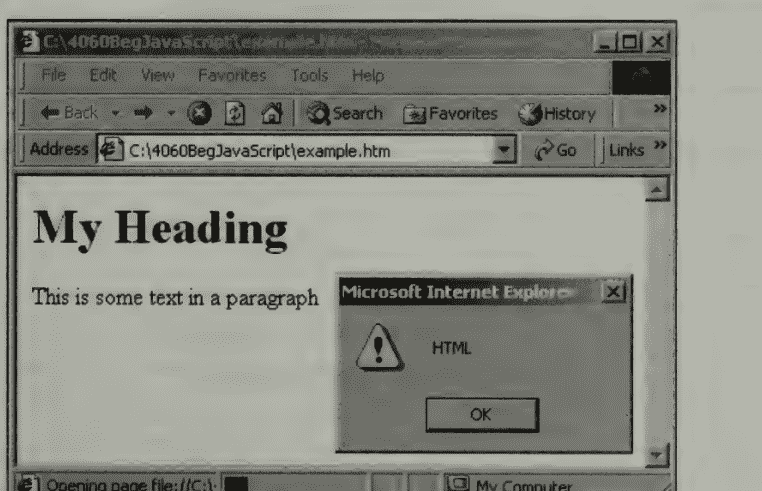 C:\4060BegJavaScript\example.htm
File Edit View Favorites Tools Help
Back Search Favorites History »
Address C:\4060BegJavaScript\example.htm Go Links »
My Heading
This is some text in a paragraph
Microsoft Internet Explorer
HTML
OK
Opening page file://C:\ My Computer